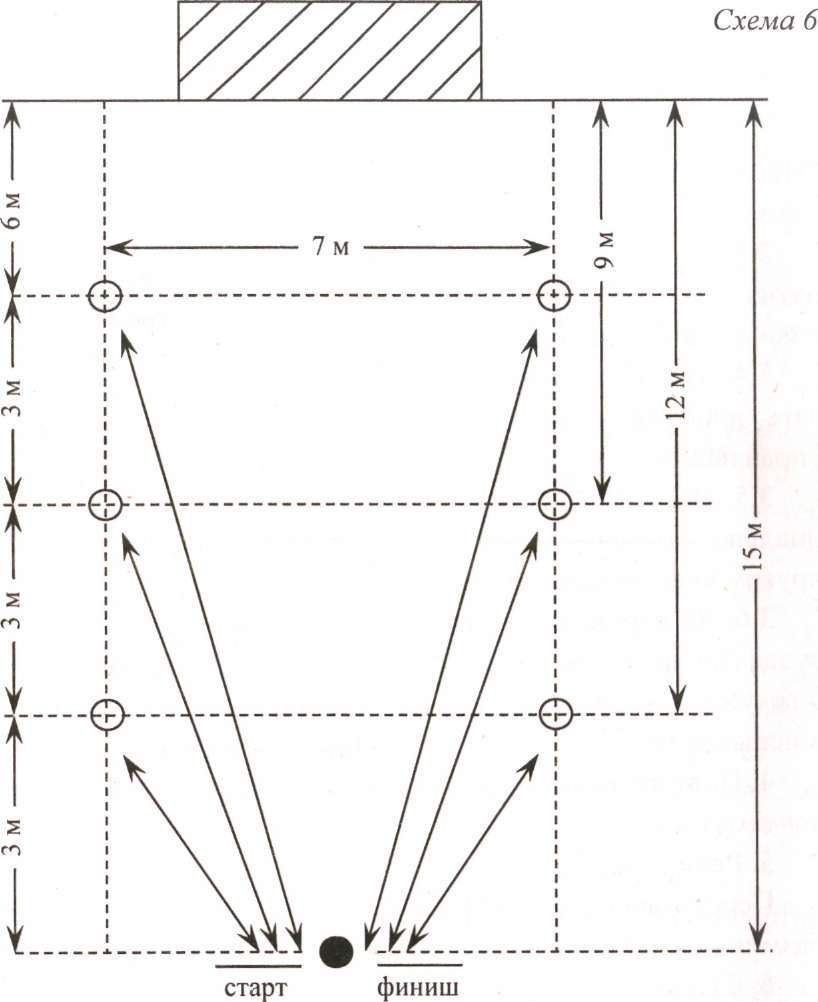 Схема 6
6 м
7 м
9 м
3 м
12 м
3 м
15 м
3 м
старт
финиш